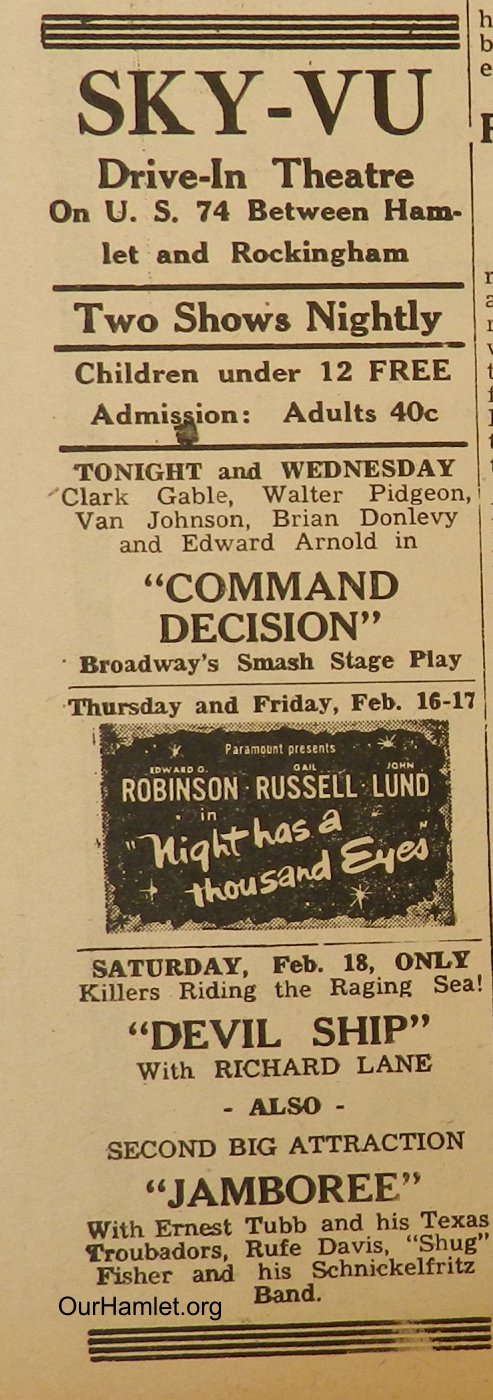 SKY-VU
Drive-In Theatre
On U. S. 74 Between Ham-
let and Rockingham
Two Shows Nightly
Children under 12 FREE
Admission: Adults 40c
TONIGHT and WEDNESDAY
Clark Gable, Walter Pidgeon,
Van Johnson, Brian Donlevy
and Edward Arnold in
"COMMAND
DECISION"
Broadway's Smash Stage Play
Thursday and Friday, Feb. 16-17
Paramount presents
EDWARD G. GAIL JOHN
ROBINSON · RUSSELL · LUND
in
"Night has a
thousand Eyes"
SATURDAY, Feb. 18, ONLY
Killers Riding the Raging Sea!
"DEVIL SHIP"
With RICHARD LANE
- ALSO -
SECOND BIG ATTRACTION
"JAMBOREE"
With Ernest Tubb and his Texas
Troubadors, Rufe Davis, "Shug"
Fisher and his Schnickelfritz
Band.
OurHamlet.org